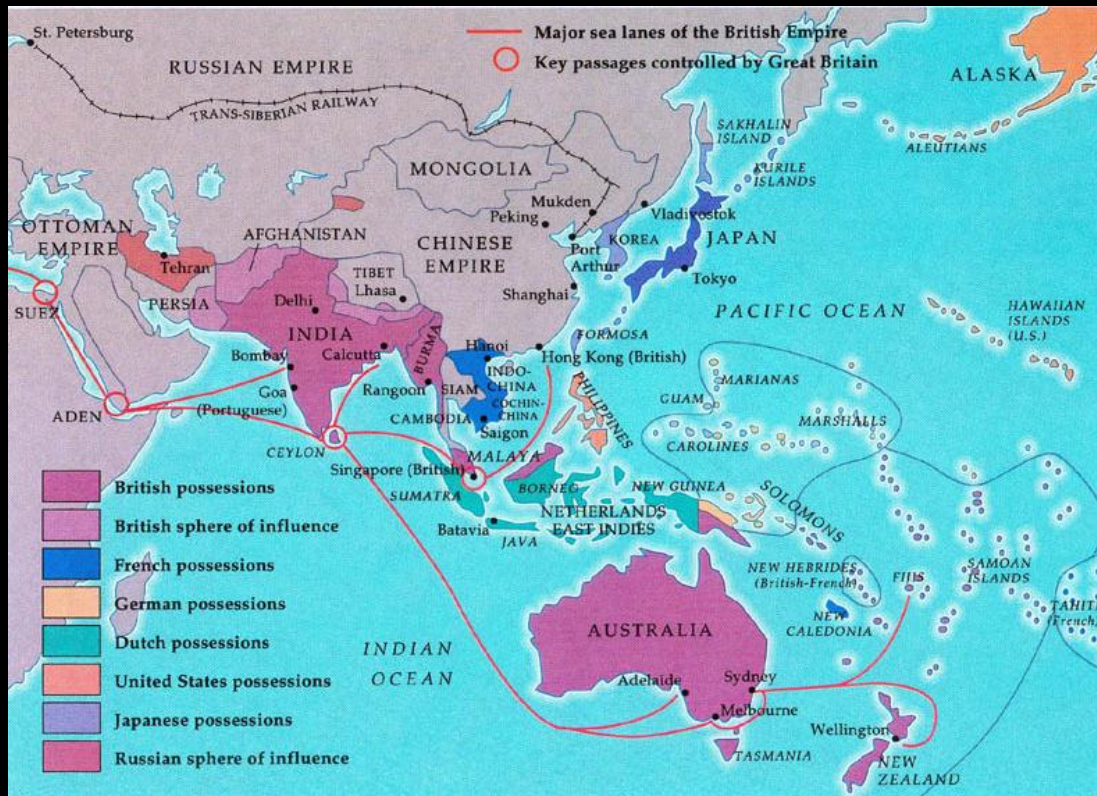 St. Petersburg
Major sea lanes of the British Empire
Key passages controlled by Great Britain
RUSSIAN EMPIRE
ALASKA
TRANS-SIBERIAN RAILWAY
SAKHALIN
ISLAND
ALEUTIANS
MONGOLIA
KURILE
ISLANDS
Mukden
Peking
Vladivostok
OTTOMAN
EMPIRE
AFGHANISTAN
CHINESE
EMPIRE
KOREA
JAPAN
Port
Arthur
Tehran
TIBET
Lhasa
Tokyo
Shanghai
SUEZ
PERSIA
Delhi
PACIFIC OCEAN
HAWAIIAN
ISLANDS
(U.S.)
INDIA
FORMOSA
Bombay
Calcutta
BURMA
Hanoi
Hong Kong (British)
INDO-
CHINA
MARIANAS
Goa
(Portuguese)
Rangoon
SIAM
COCHIN-
CHINA
PHILIPPINES
GUAM
ADEN
CAMBODIA
Saigon
MARSHALLS
CAROLINES
CEYLON
MALAYA
Singapore (British)
SUMATRA
BORNEO
NEW GUINEA
SOLOMONS
NETHERLANDS
EAST INDIES
Batavia
JAVA
British possessions
British sphere of influence
French possessions
German possessions
Dutch possessions
United States possessions
Japanese possessions
Russian sphere of influence
NEW HEBRIDES
(British-French)
FIJIS
SAMOAN
ISLANDS
TAHITI
(French)
NEW
CALEDONIA
AUSTRALIA
INDIAN
OCEAN
Adelaide
Sydney
Melbourne
Wellington
TASMANIA
NEW
ZEALAND